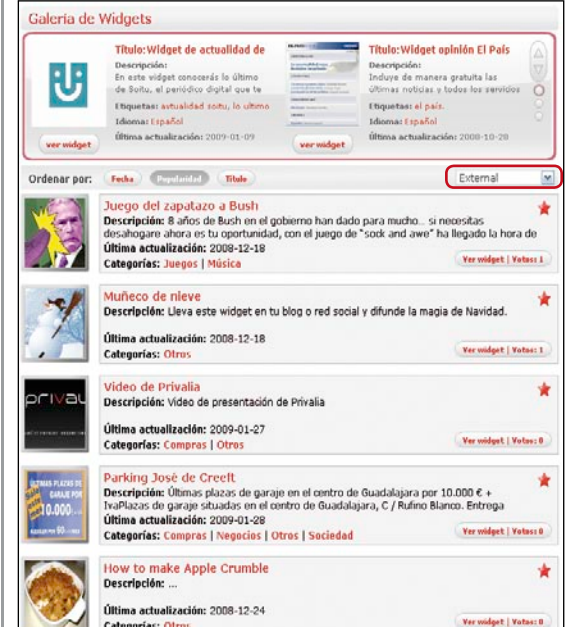 Galería de Widgets
Título:Widget de actualidad de
Descripción:
En este widget conocerás lo último
de Soitu, el periódico digital que te
Etiquetas: actualidad soitu, lo ultimo
Idioma: Español
Última actualización: 2009-01-09
ver widget
Título:Widget opinión El País
Descripción:
Incluye de manera gratuita las
últimas noticias y todos los servicios
Etiquetas: el país.
Idioma: Español
Última actualización: 2008-10-20
ver widget
Ordenar por: Fecha Popularidad Título External
Juego del zapatazo a Bush
Descripción: 8 años de Bush en el gobierno han dado para mucho... si necesitas
desahogare ahora es tu oportunidad, con el juego de "sock and awe" ha llegado la hora de
Última actualización: 2008-12-18
Categorías: Juegos | Música
Ver widget | Votos: 1
Muñeco de nieve
Descripción: Lleva este widget en tu blog o red social y difunde la magia de Navidad.
Última actualización: 2008-12-18
Categorías: Otros
Ver widget | Votos: 1
prival
Video de Privalia
Descripción: Video de presentación de Privalia
Última actualización: 2009-01-27
Categorías: Compras | Otros
Ver widget | Votos: 0
ULTIMAS PLAZAS DE
GARAJE POR
10.000
Parking José de Creeft
Descripción: Últimas plazas de garaje en el centro de Guadalajara por 10.000 € +
IvaPlazas de garaje situadas en el centro de Guadalajara, C / Rufino Blanco. Entrega
Última actualización: 2009-01-28
Categorías: Compras | Negocios | Otros | Sociedad
Ver widget | Votos: 0
How to make Apple Crumble
Descripción: ...
Última actualización: 2008-12-24
Categorías: Otros
Ver widget | Votos: 0